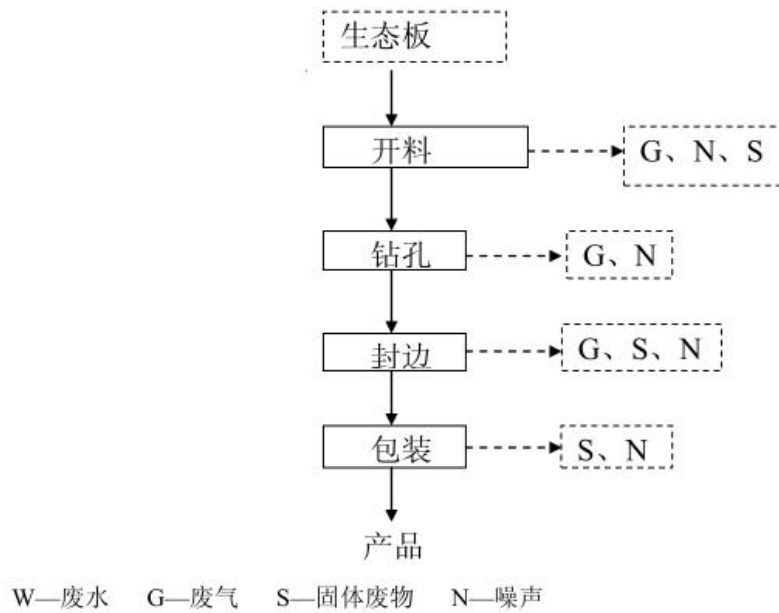 生态板
开料
G、N、S
钻孔
G、N
封边
G、S、N
包装
S、N
产品
W—废水 G—废气 S—固体废物 N—噪声